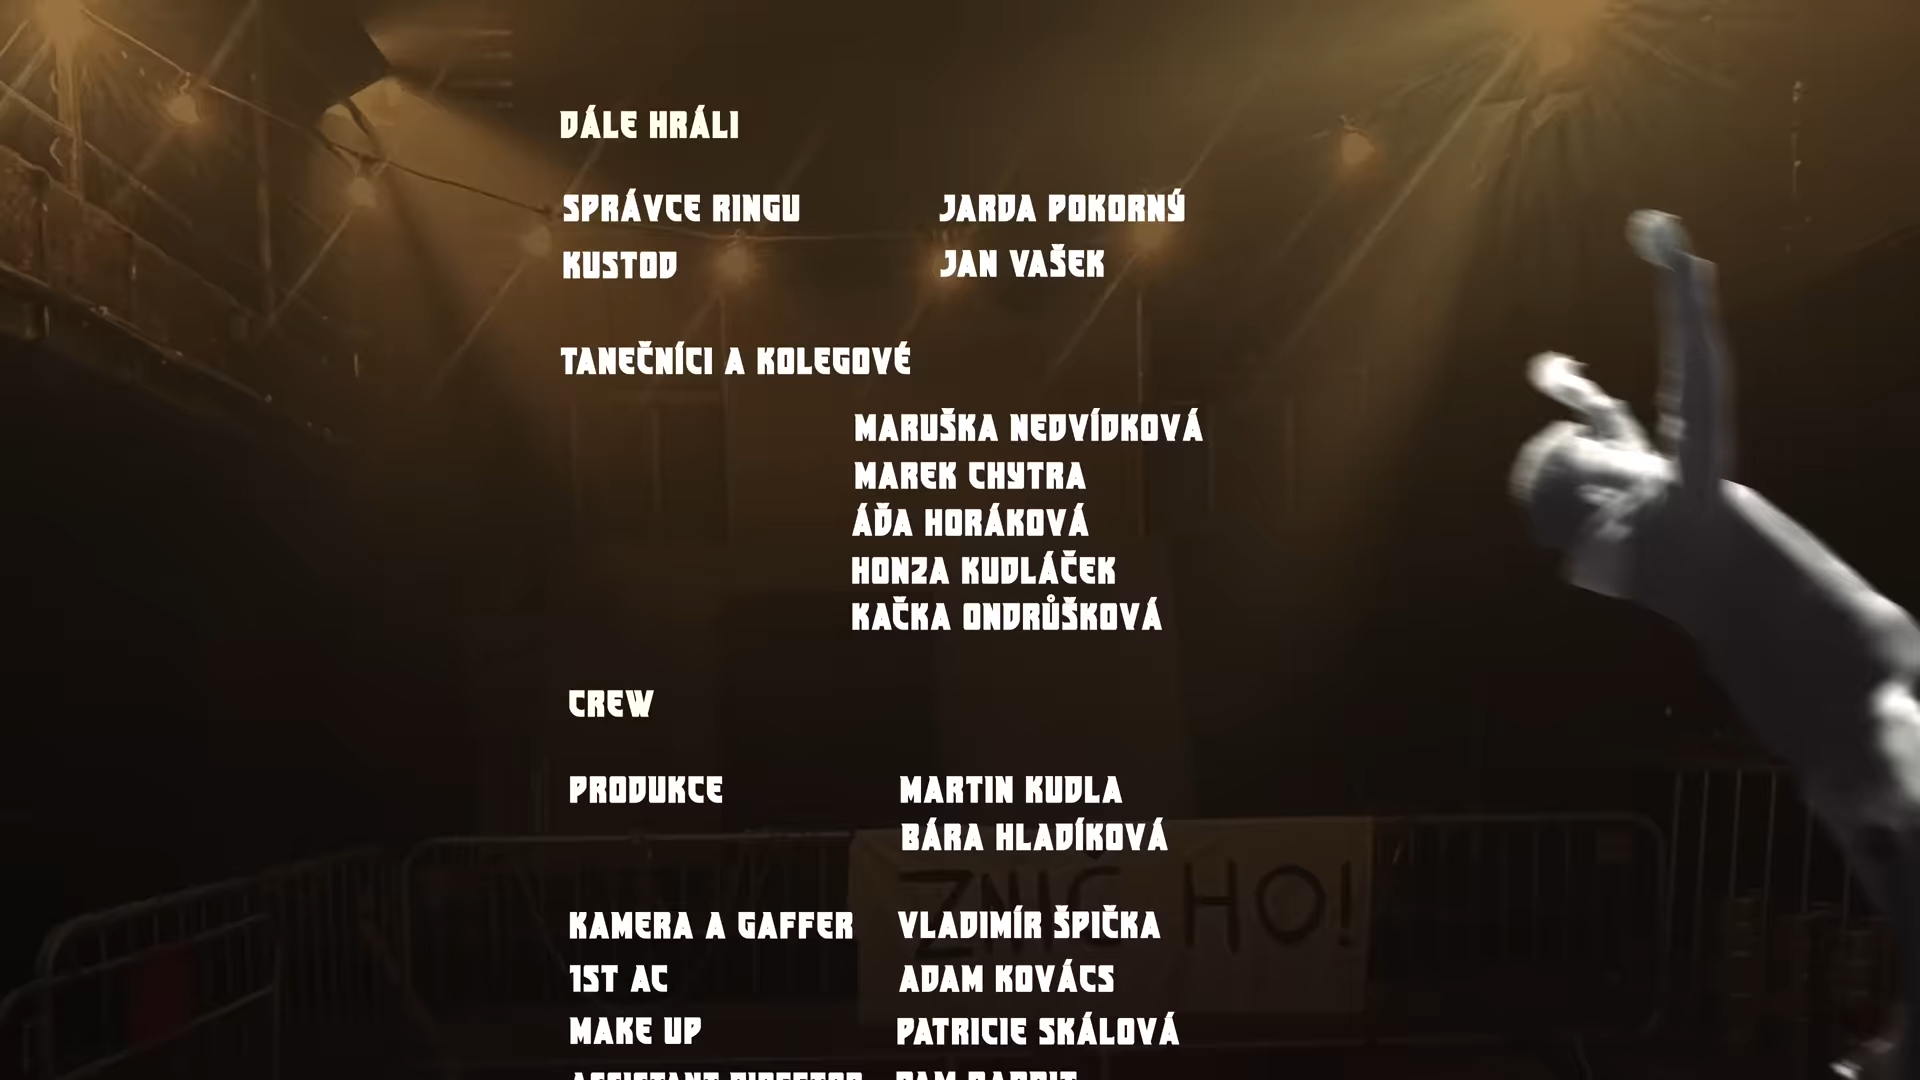 DÁLE HRÁLI
SPRÁVCE RINGU JARDA POKORNÝ
KUSTOD JAN VAŠEK
TANEČNÍCI A KOLEGOVÉ
MARUŠKA NEDVÍDKOVÁ
MAREK CHYTRA
ÁĎA HORÁKOVÁ
HONZA KUDLÁČEK
KAČKA ONDRŮŠKOVÁ
CREW
PRODUKCE MARTIN KUDLA
BÁRA HLADÍKOVÁ
ZNIČ HO!
KAMERA A GAFFER VLADIMÍR ŠPIČKA
1ST AC ADAM KOVÁCS
MAKE UP PATRICIE SKÁLOVÁ
ASSISTANT DIRECTOR